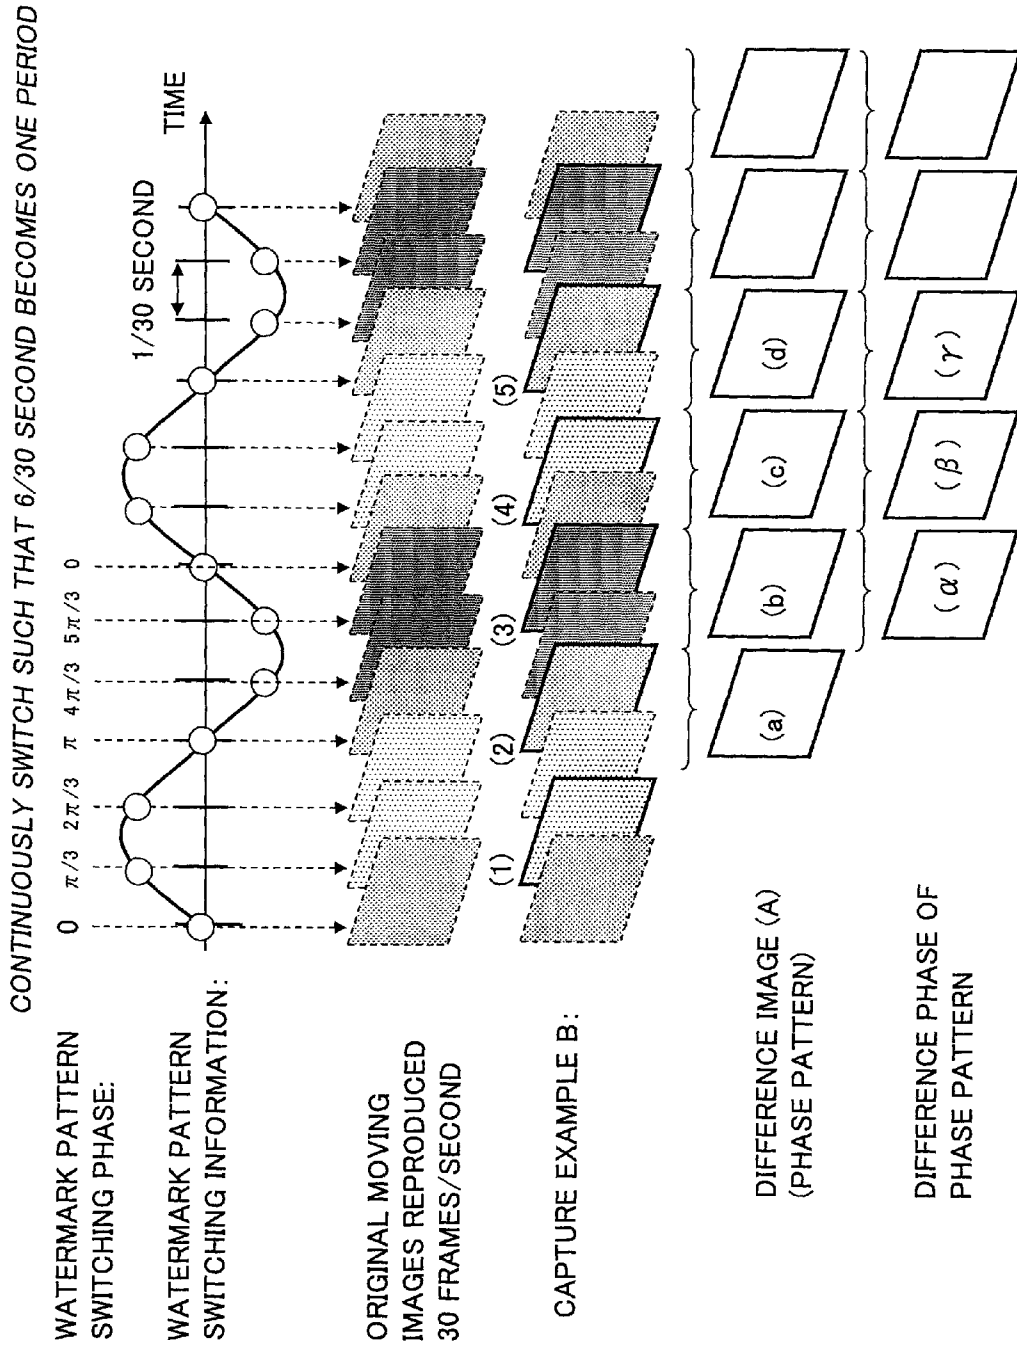 CONTINUOUSLY SWITCH SUCH THAT 6/30 SECOND BECOMES ONE PERIOD
WATERMARK PATTERN
SWITCHING PHASE:
0 π/3 2π/3 π 4π/3 5π/3 0
WATERMARK PATTERN
SWITCHING INFORMATION:
1/30 SECOND
TIME
ORIGINAL MOVING
IMAGES REPRODUCED
30 FRAMES/SECOND
CAPTURE EXAMPLE B:
(1) (2) (3) (4) (5)
DIFFERENCE IMAGE (A)
(PHASE PATTERN)
(a) (b) (c) (d)
DIFFERENCE PHASE OF
PHASE PATTERN
(α) (β) (γ)